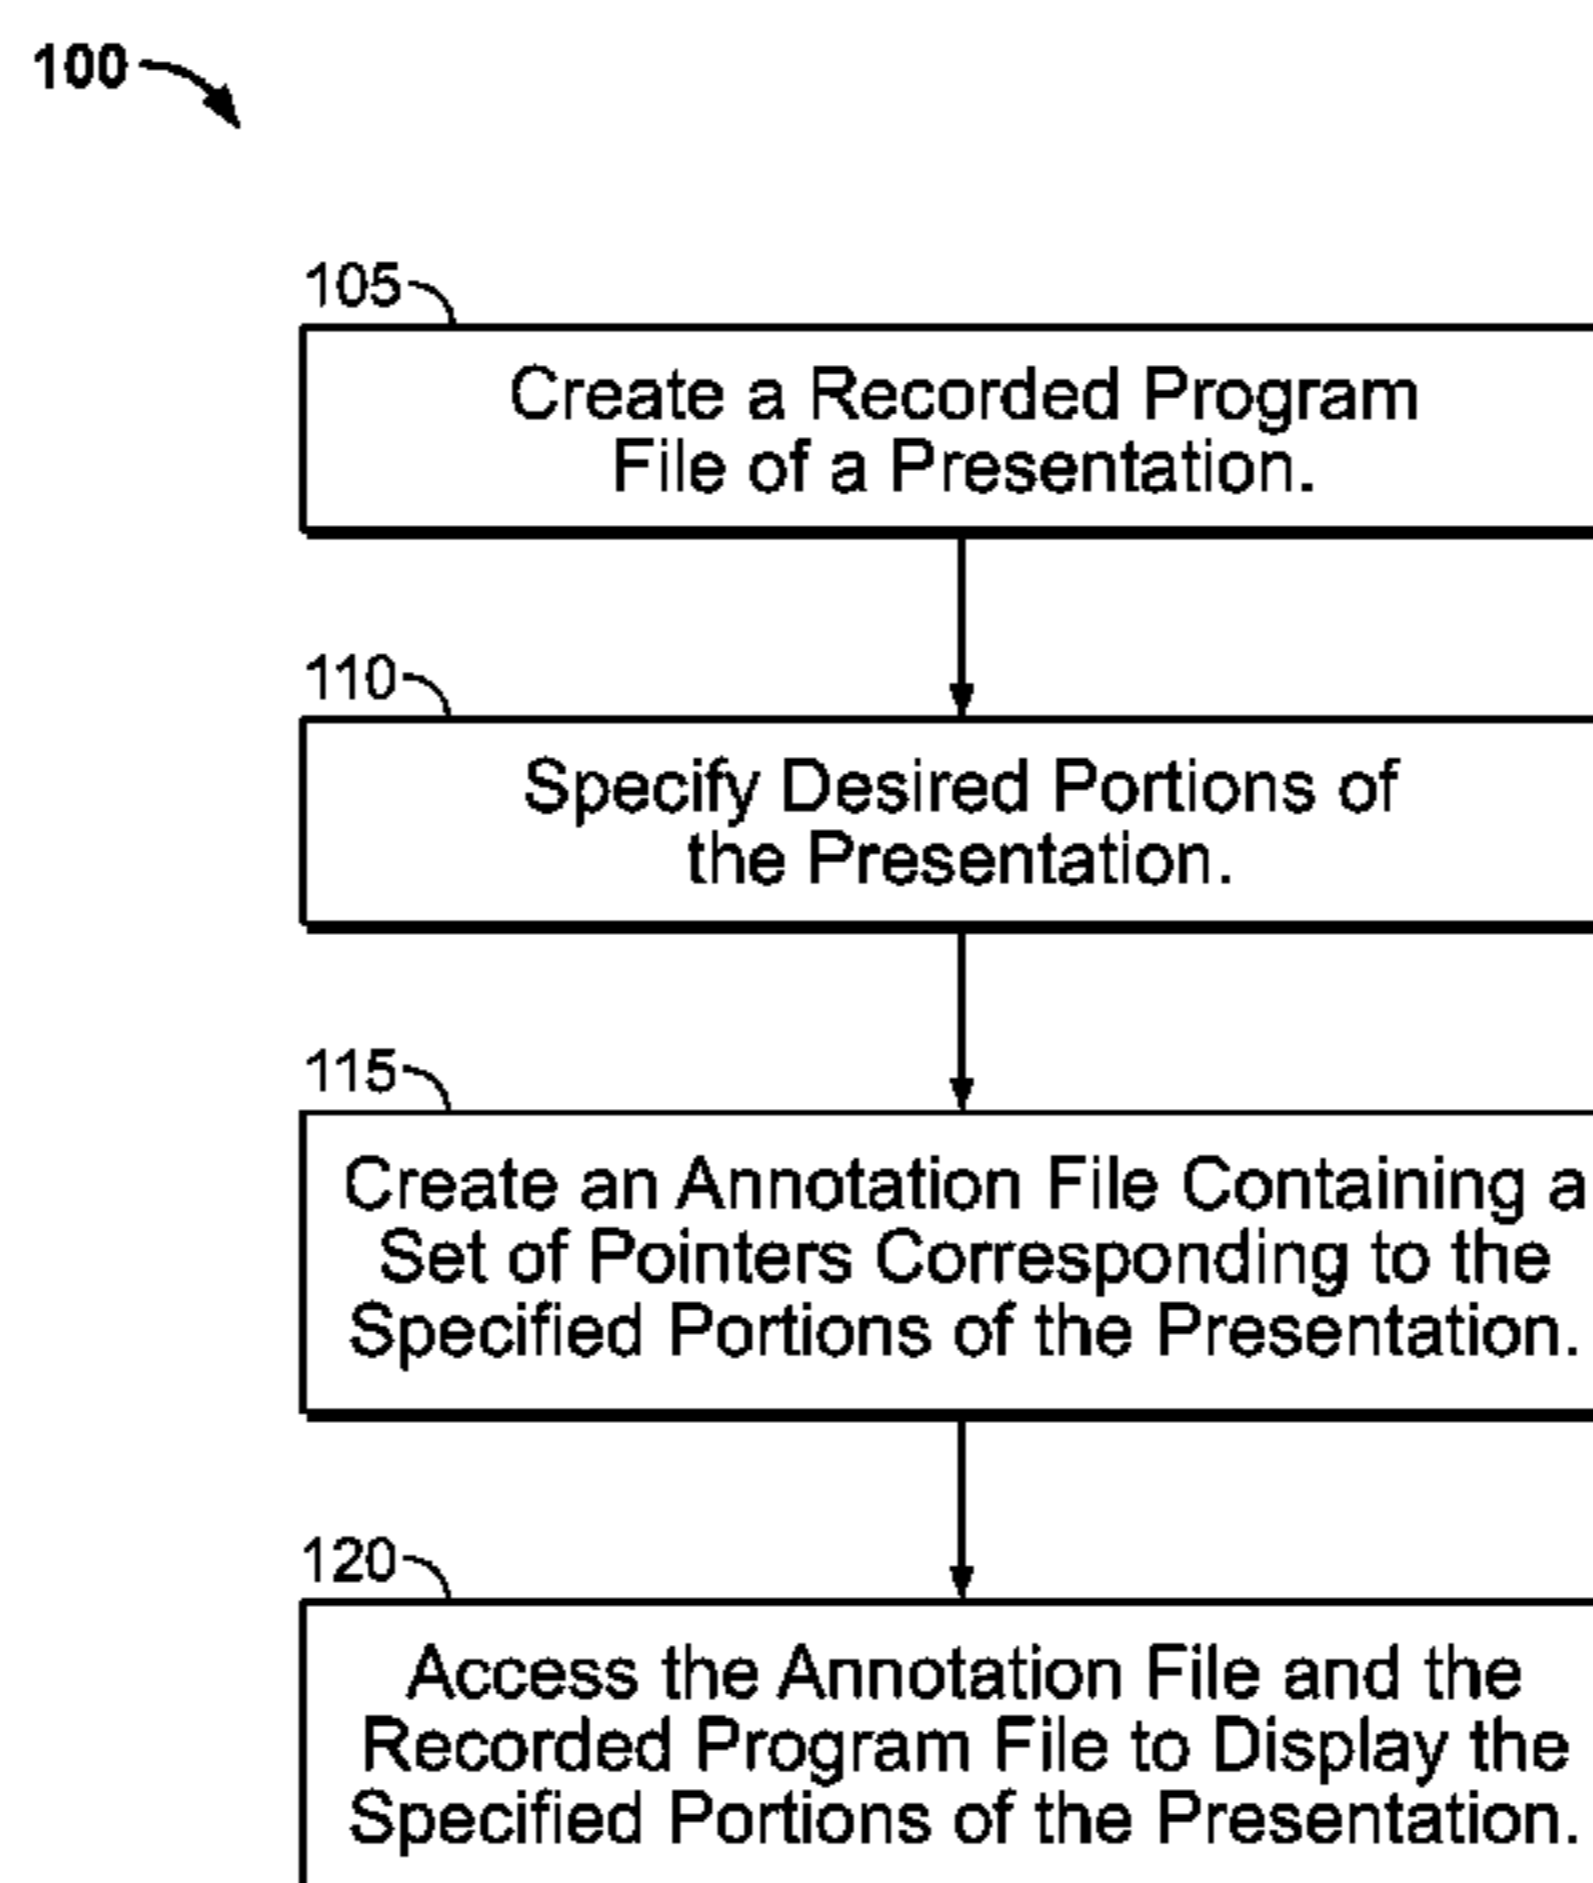 100
105
Create a Recorded Program
File of a Presentation.
110
Specify Desired Portions of
the Presentation.
115
Create an Annotation File Containing a
Set of Pointers Corresponding to the
Specified Portions of the Presentation.
120
Access the Annotation File and the
Recorded Program File to Display the
Specified Portions of the Presentation.